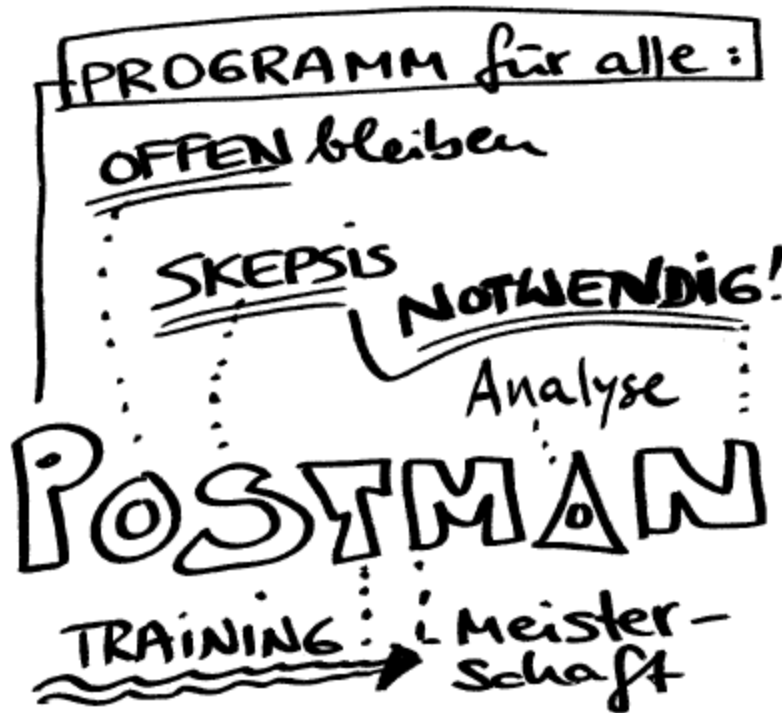 PROGRAMM für alle:
OFFEN bleiben
SKEPSIS
NOTWENDIG!
Analyse
POSTMAN
TRAINING
Meister-
schaft